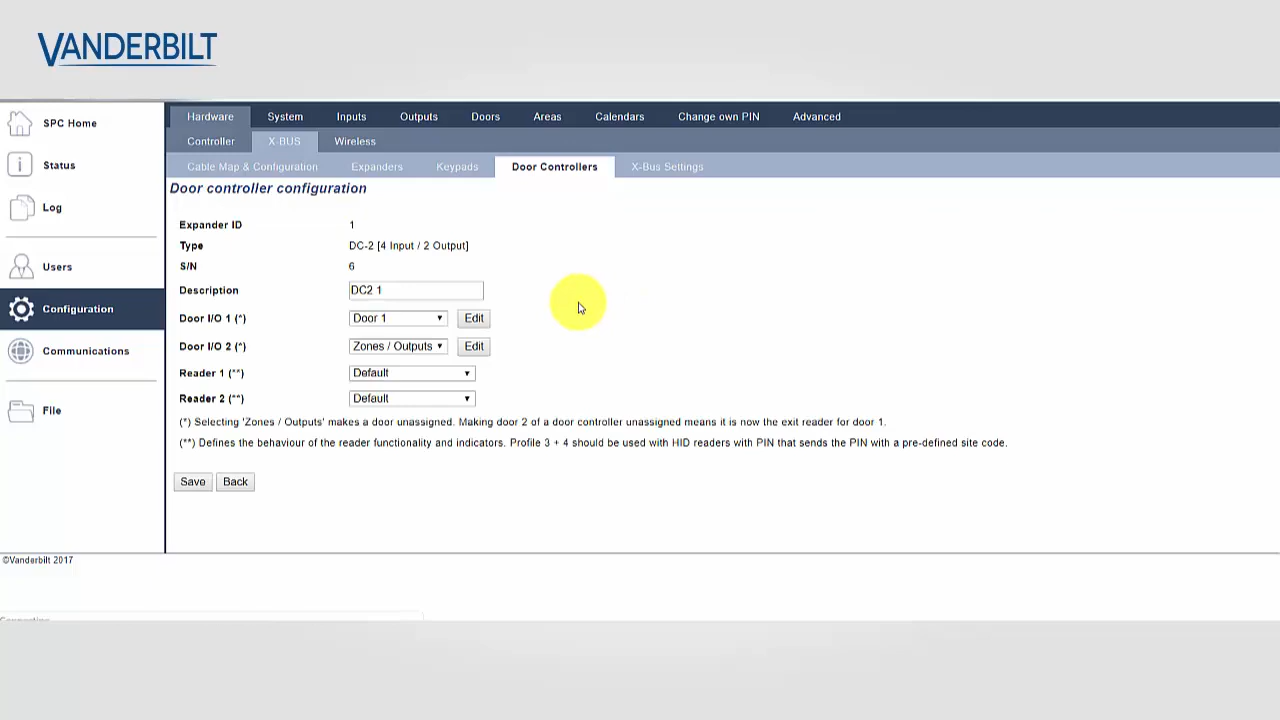 VANDERBILT
SPC Home
Status
Log
Users
Configuration
Communications
File
Hardware System Inputs Outputs Doors Areas Calendars Change own PIN Advanced
Controller X-BUS Wireless
Cable Map & Configuration Expanders Keypads Door Controllers X-Bus Settings
Door controller configuration
Expander ID 1
Type DC-2 [4 Input / 2 Output]
S/N 6
Description DC2 1
Door I/O 1 (*) Door 1 Edit
Door I/O 2 (*) Zones / Outputs Edit
Reader 1 (**) Default
Reader 2 (**) Default
(*) Selecting 'Zones / Outputs' makes a door unassigned. Making door 2 of a door controller unassigned means it is now the exit reader for door 1.
(**) Defines the behaviour of the reader functionality and indicators. Profile 3 + 4 should be used with HID readers with PIN that sends the PIN with a pre-defined site code.
Save Back
©Vanderbilt 2017